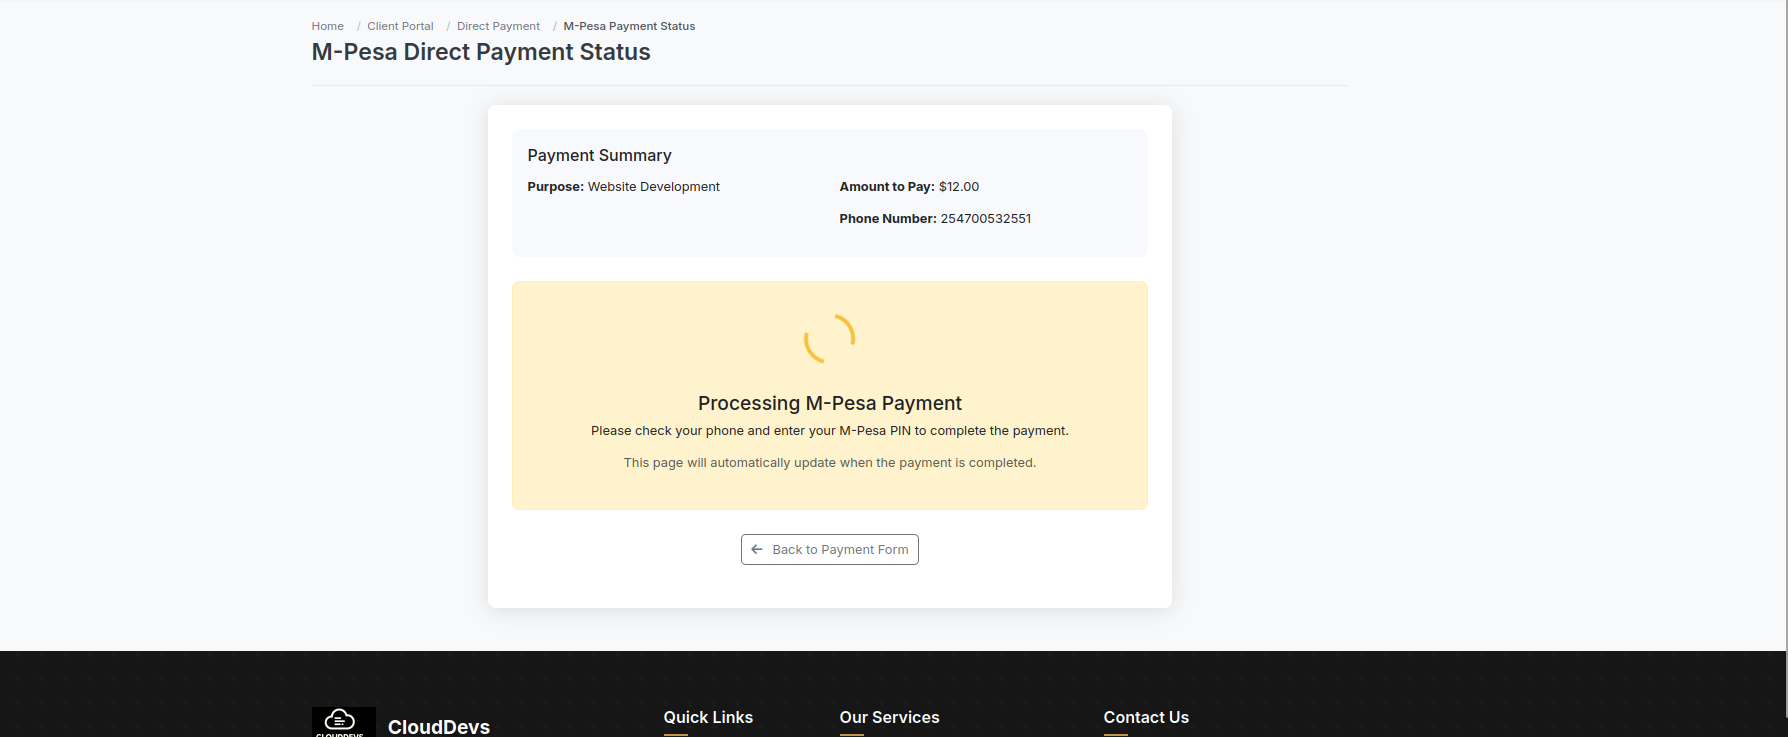 Home / Client Portal / Direct Payment / M-Pesa Payment Status
M-Pesa Direct Payment Status
Payment Summary
Purpose: Website Development
Amount to Pay: $12.00
Phone Number: 254700532551
Processing M-Pesa Payment
Please check your phone and enter your M-Pesa PIN to complete the payment.
This page will automatically update when the payment is completed.
Back to Payment Form
CLOUDDEVS
CloudDevs
Quick Links
Our Services
Contact Us